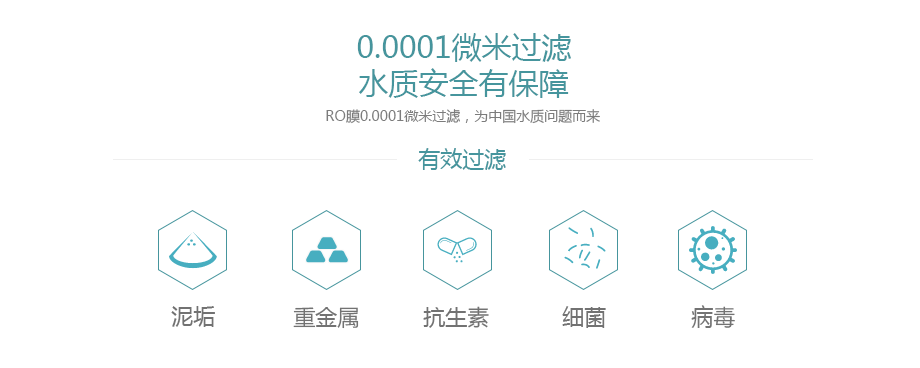 0.0001微米过滤
水质安全有保障
RO膜0.0001微米过滤，为中国水质问题而来
有效过滤
泥垢 重金属 抗生素 细菌 病毒